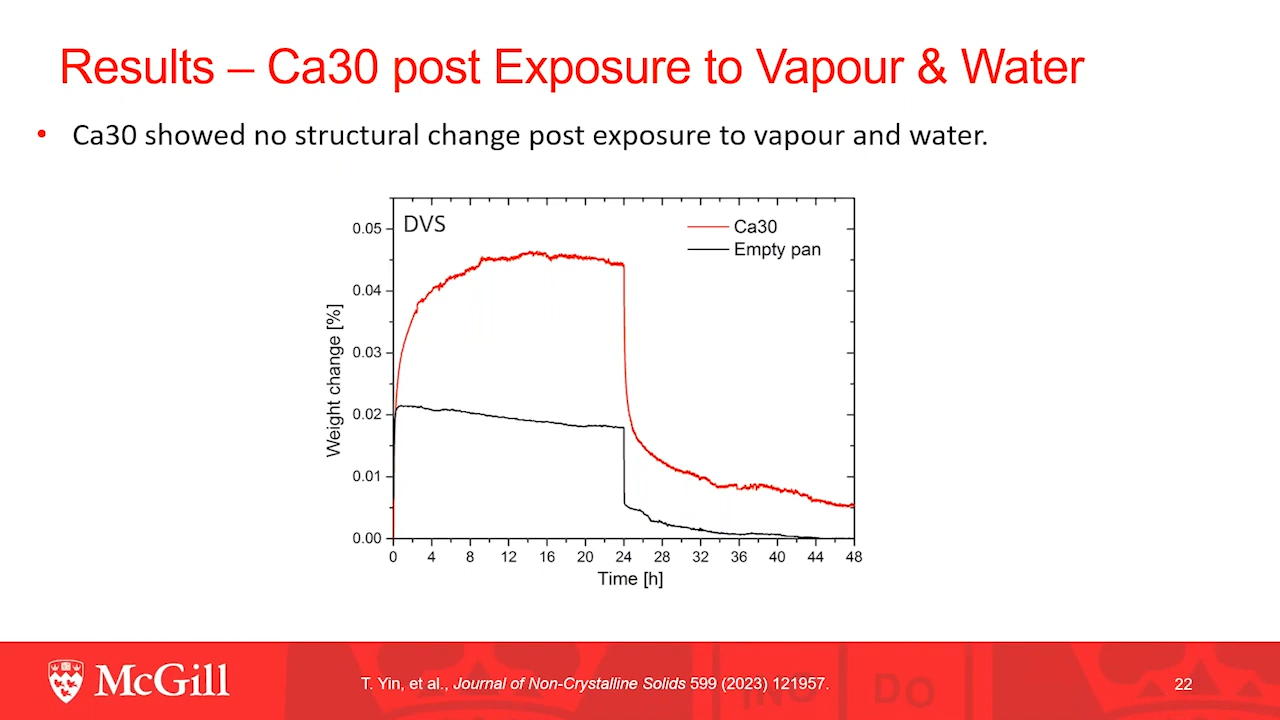 Results – Ca30 post Exposure to Vapour & Water
• Ca30 showed no structural change post exposure to vapour and water.
DVS
Ca30
Empty pan
Weight change [%]
0.05
0.04
0.03
0.02
0.01
0.00
0 4 8 12 16 20 24 28 32 36 40 44 48
Time [h]
McGill
T. Yin, et al., Journal of Non-Crystalline Solids 599 (2023) 121957.
22
IN DO
DO